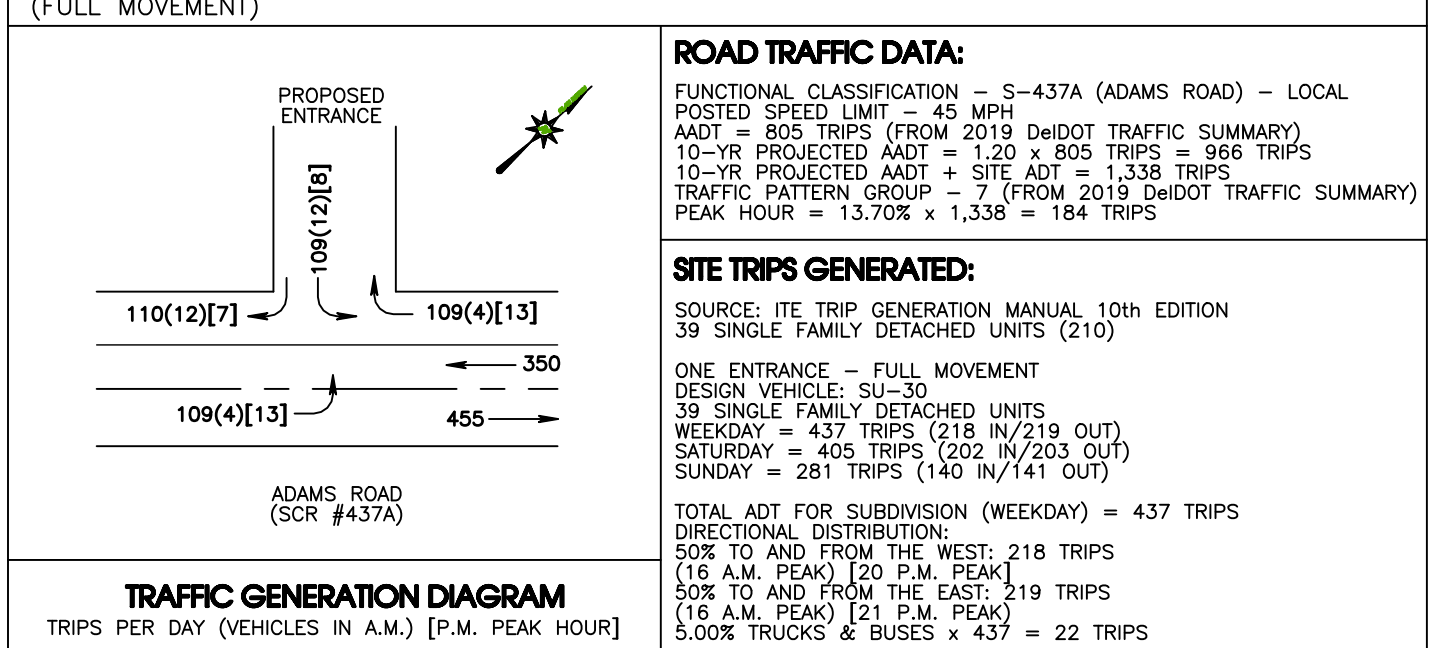 (FULL MOVEMENT)
PROPOSED
ENTRANCE
109(12)[8]
110(12)[7]
109(4)[13]
350
109(4)[13]
455
ADAMS ROAD
(SCR #437A)
TRAFFIC GENERATION DIAGRAM
TRIPS PER DAY (VEHICLES IN A.M.) [P.M. PEAK HOUR]
ROAD TRAFFIC DATA:
FUNCTIONAL CLASSIFICATION – S–437A (ADAMS ROAD) – LOCAL
POSTED SPEED LIMIT – 45 MPH
AADT = 805 TRIPS (FROM 2019 DelDOT TRAFFIC SUMMARY)
10–YR PROJECTED AADT = 1.20 x 805 TRIPS = 966 TRIPS
10–YR PROJECTED AADT + SITE ADT = 1,338 TRIPS
TRAFFIC PATTERN GROUP – 7 (FROM 2019 DelDOT TRAFFIC SUMMARY)
PEAK HOUR = 13.70% x 1,338 = 184 TRIPS
SITE TRIPS GENERATED:
SOURCE: ITE TRIP GENERATION MANUAL 10th EDITION
39 SINGLE FAMILY DETACHED UNITS (210)
ONE ENTRANCE – FULL MOVEMENT
DESIGN VEHICLE: SU–30
39 SINGLE FAMILY DETACHED UNITS
WEEKDAY = 437 TRIPS (218 IN/219 OUT)
SATURDAY = 405 TRIPS (202 IN/203 OUT)
SUNDAY = 281 TRIPS (140 IN/141 OUT)
TOTAL ADT FOR SUBDIVISION (WEEKDAY) = 437 TRIPS
DIRECTIONAL DISTRIBUTION:
50% TO AND FROM THE WEST: 218 TRIPS
(16 A.M. PEAK) [20 P.M. PEAK]
50% TO AND FROM THE EAST: 219 TRIPS
(16 A.M. PEAK) [21 P.M. PEAK)
5.00% TRUCKS & BUSES x 437 = 22 TRIPS